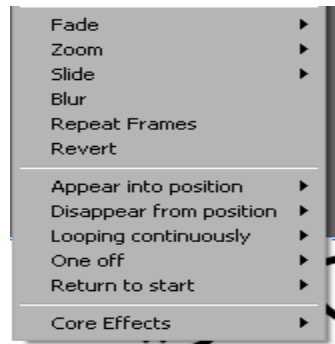 Fade
Zoom
Slide
Blur
Repeat Frames
Revert
Appear into position
Disappear from position
Looping continuously
One off
Return to start
Core Effects